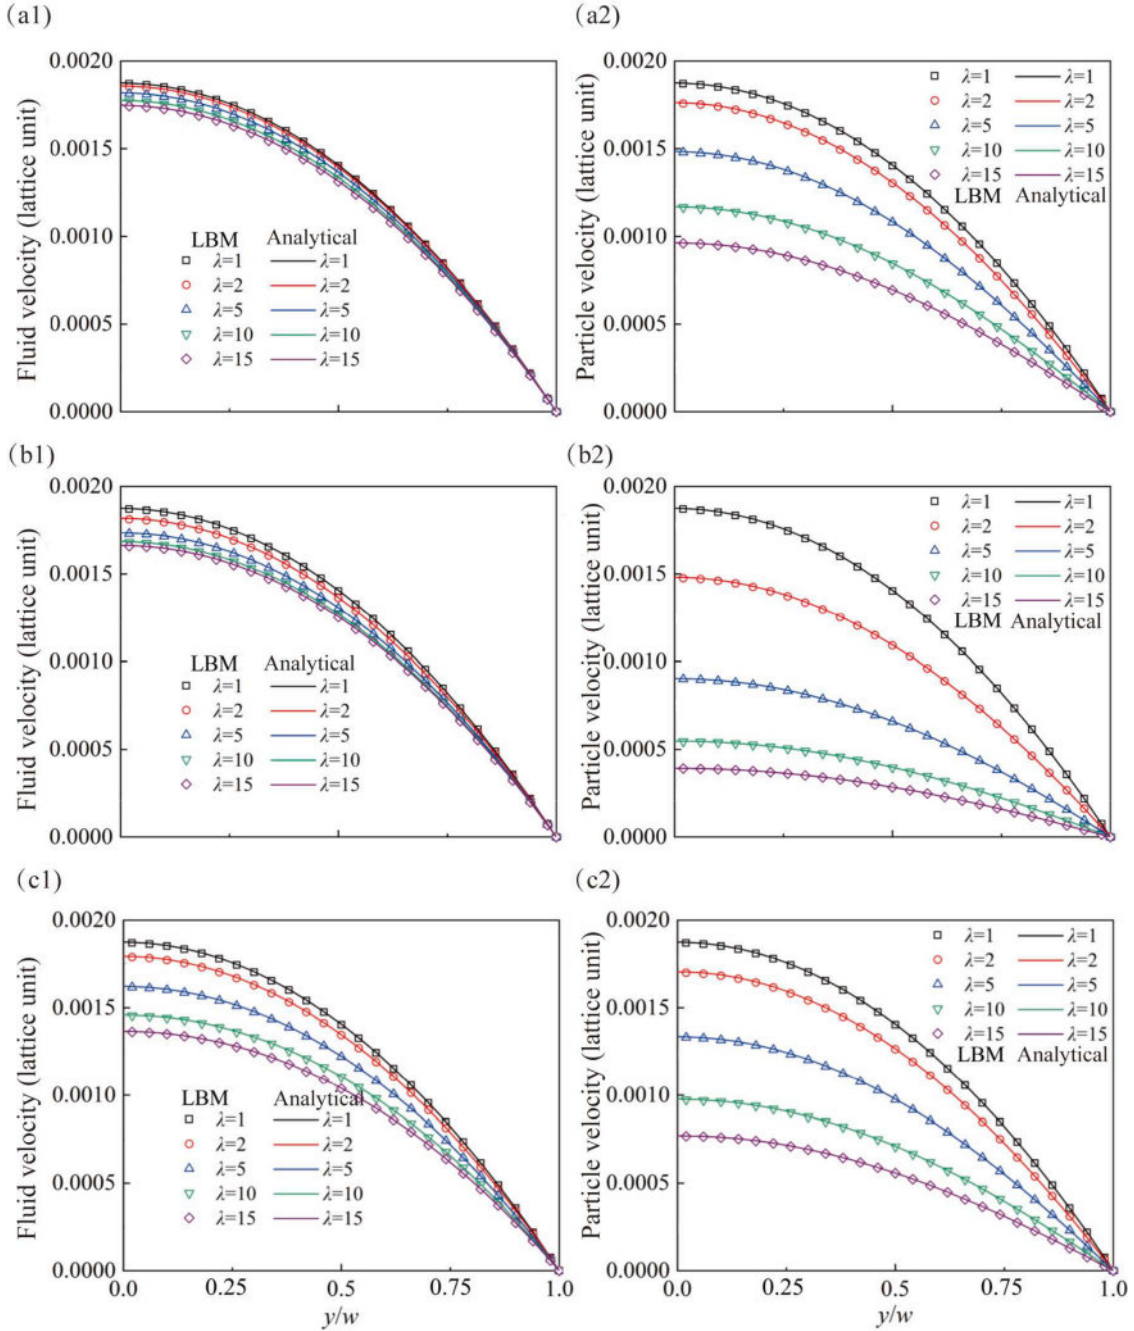 (a1)
Fluid velocity (lattice unit)
0.0020
0.0015
0.0010
0.0005
0.0000
LBM Analytical
λ=1 λ=1
λ=2 λ=2
λ=5 λ=5
λ=10 λ=10
λ=15 λ=15
(a2)
Particle velocity (lattice unit)
0.0020
0.0015
0.0010
0.0005
0.0000
λ=1 λ=1
λ=2 λ=2
λ=5 λ=5
λ=10 λ=10
λ=15 λ=15
LBM Analytical
(b1)
Fluid velocity (lattice unit)
0.0020
0.0015
0.0010
0.0005
0.0000
LBM Analytical
λ=1 λ=1
λ=2 λ=2
λ=5 λ=5
λ=10 λ=10
λ=15 λ=15
(b2)
Particle velocity (lattice unit)
0.0020
0.0015
0.0010
0.0005
0.0000
λ=1 λ=1
λ=2 λ=2
λ=5 λ=5
λ=10 λ=10
λ=15 λ=15
LBM Analytical
(c1)
Fluid velocity (lattice unit)
0.0020
0.0015
0.0010
0.0005
0.0000
LBM Analytical
λ=1 λ=1
λ=2 λ=2
λ=5 λ=5
λ=10 λ=10
λ=15 λ=15
0.0 0.25 0.5 0.75 1.0
y/w
(c2)
Particle velocity (lattice unit)
0.0020
0.0015
0.0010
0.0005
0.0000
λ=1 λ=1
λ=2 λ=2
λ=5 λ=5
λ=10 λ=10
λ=15 λ=15
LBM Analytical
0.0 0.25 0.5 0.75 1.0
y/w